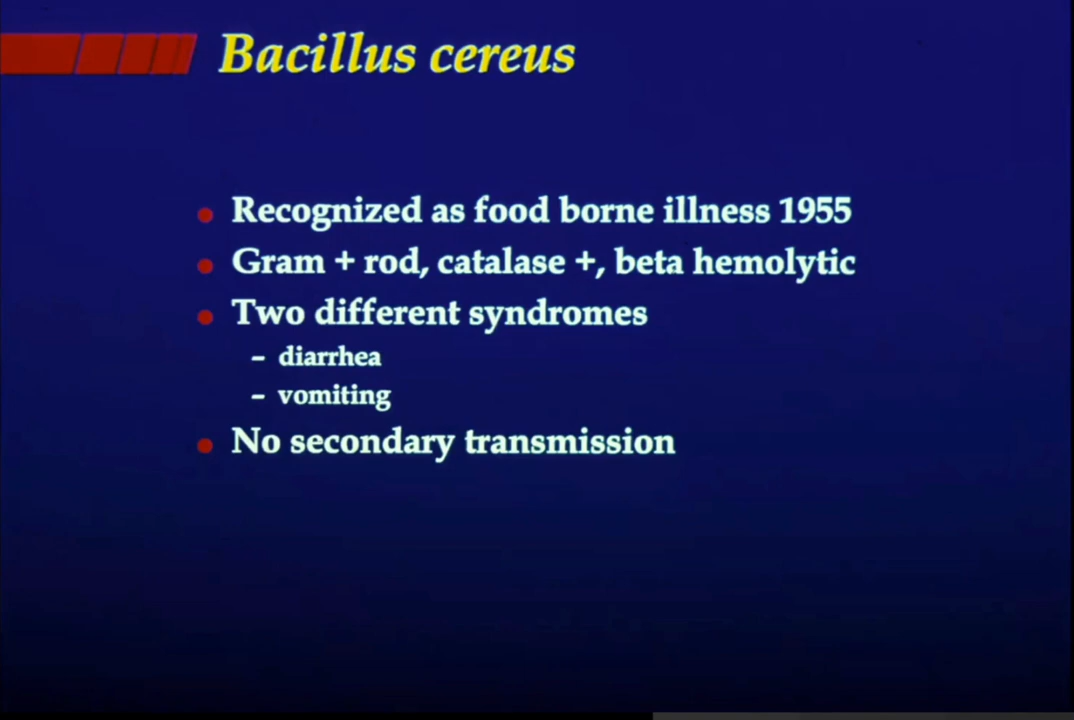 Bacillus cereus
Recognized as food borne illness 1955
Gram + rod, catalase +, beta hemolytic
Two different syndromes
– diarrhea
– vomiting
No secondary transmission